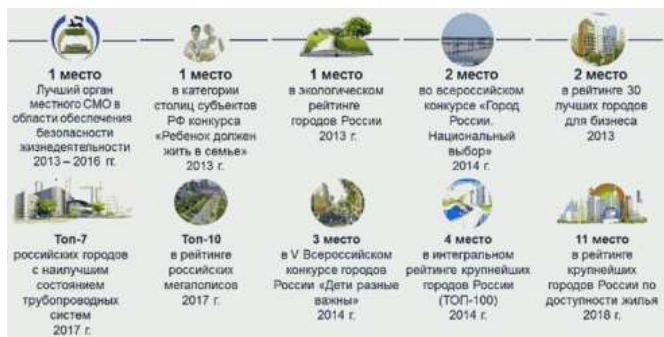 1 место
Лучший орган
местного СМО в
области обеспечения
безопасности
жизнедеятельности
2013 – 2016 гг.
1 место
в категории
столиц субъектов
РФ конкурса
«Ребенок должен
жить в семье»
2013 г.
1 место
в экологическом
рейтинге
городов России
2013 г.
2 место
во всероссийском
конкурсе «Город
России.
Национальный
выбор»
2014 г.
2 место
в рейтинге 30
лучших городов
для бизнеса
2013
Топ-7
российских городов
с наилучшим
состоянием
трубопроводных
систем
2017 г.
Топ-10
в рейтинге
российских
мегаполисов
2017 г.
3 место
в V Всероссийском
конкурсе городов
России «Дети разные
важны»
2014 г.
4 место
в интегральном
рейтинге крупнейших
городов России
(ТОП-100)
2014 г.
11 место
в рейтинге
крупнейших
городов России по
доступности жилья
2018 г.